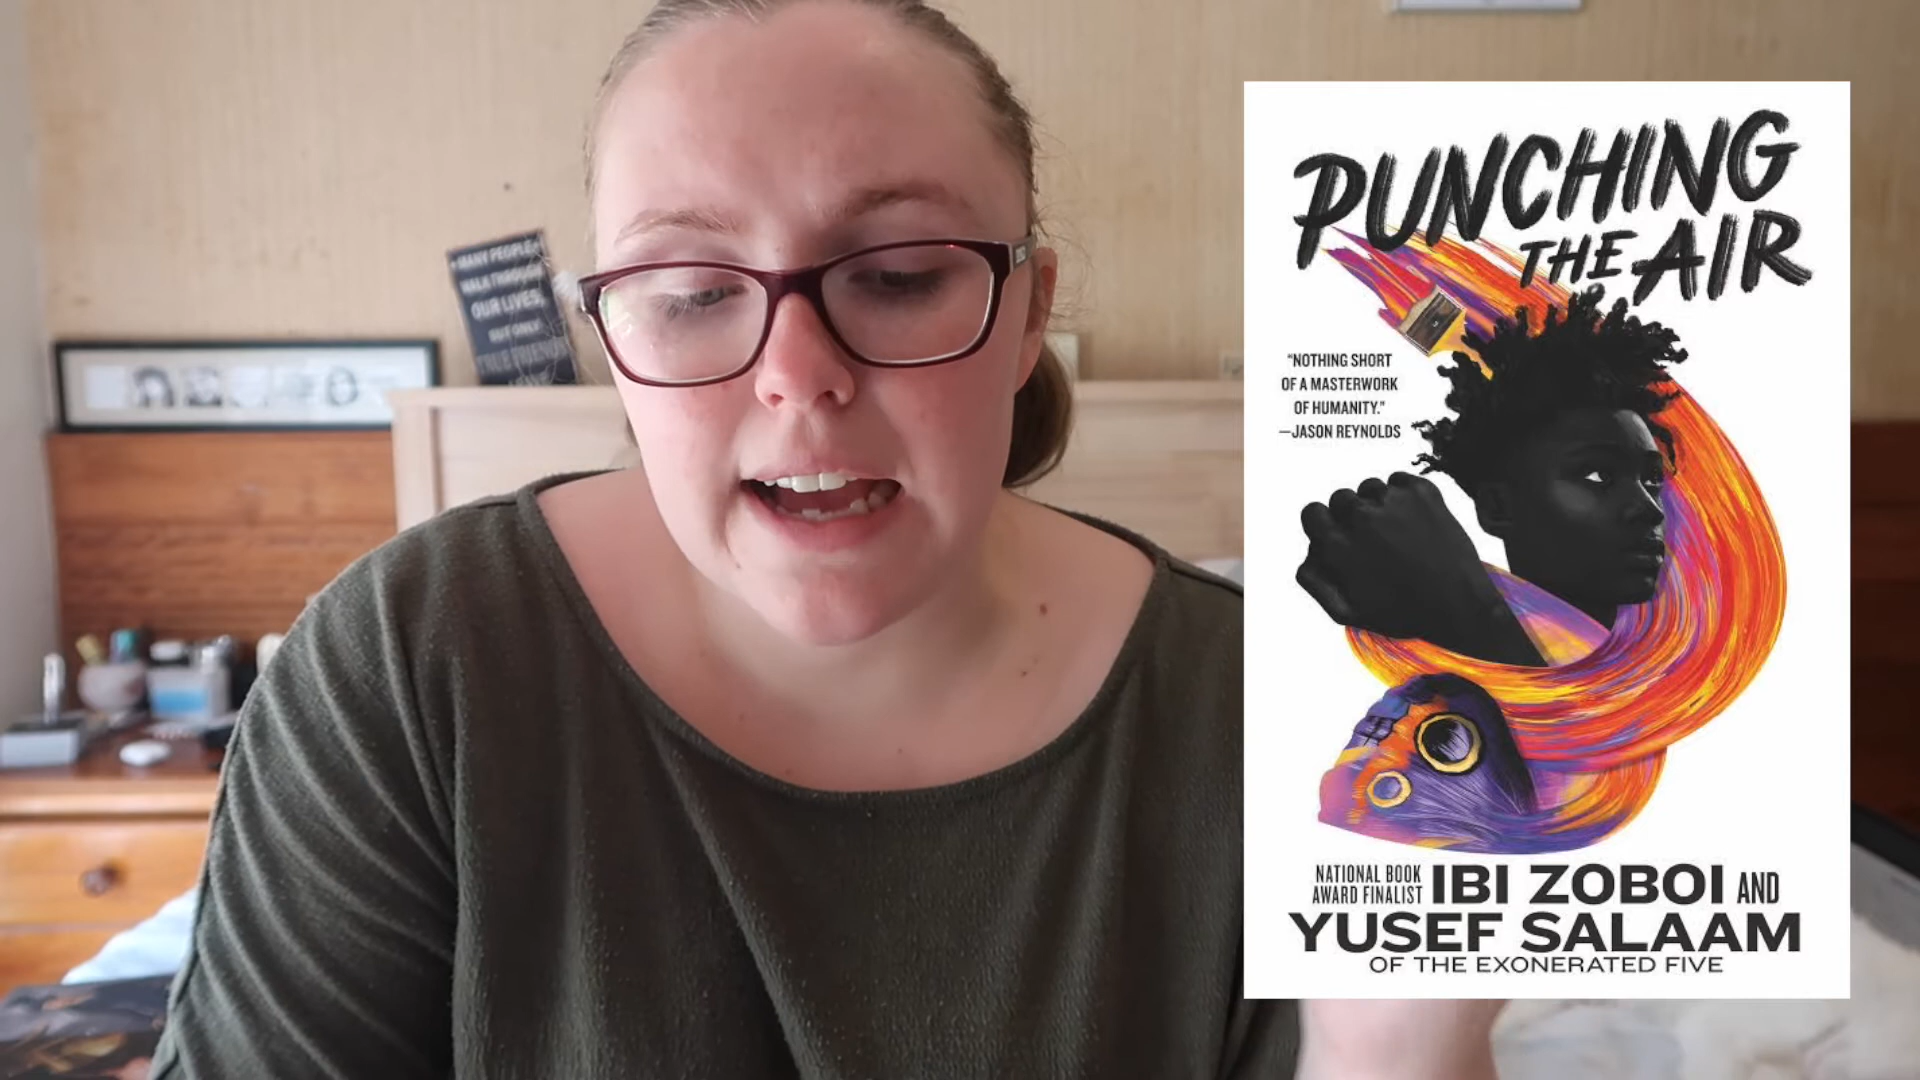 MANY PEOPLE
WALK THROUGH
OUR LIVES,
BUT ONLY
TRUE FRIENDS
PUNCHING
THE AIR
"NOTHING SHORT
OF A MASTERWORK
OF HUMANITY."
—JASON REYNOLDS
NATIONAL BOOK
AWARD FINALIST
IBI ZOBOI AND
YUSEF SALAAM
OF THE EXONERATED FIVE